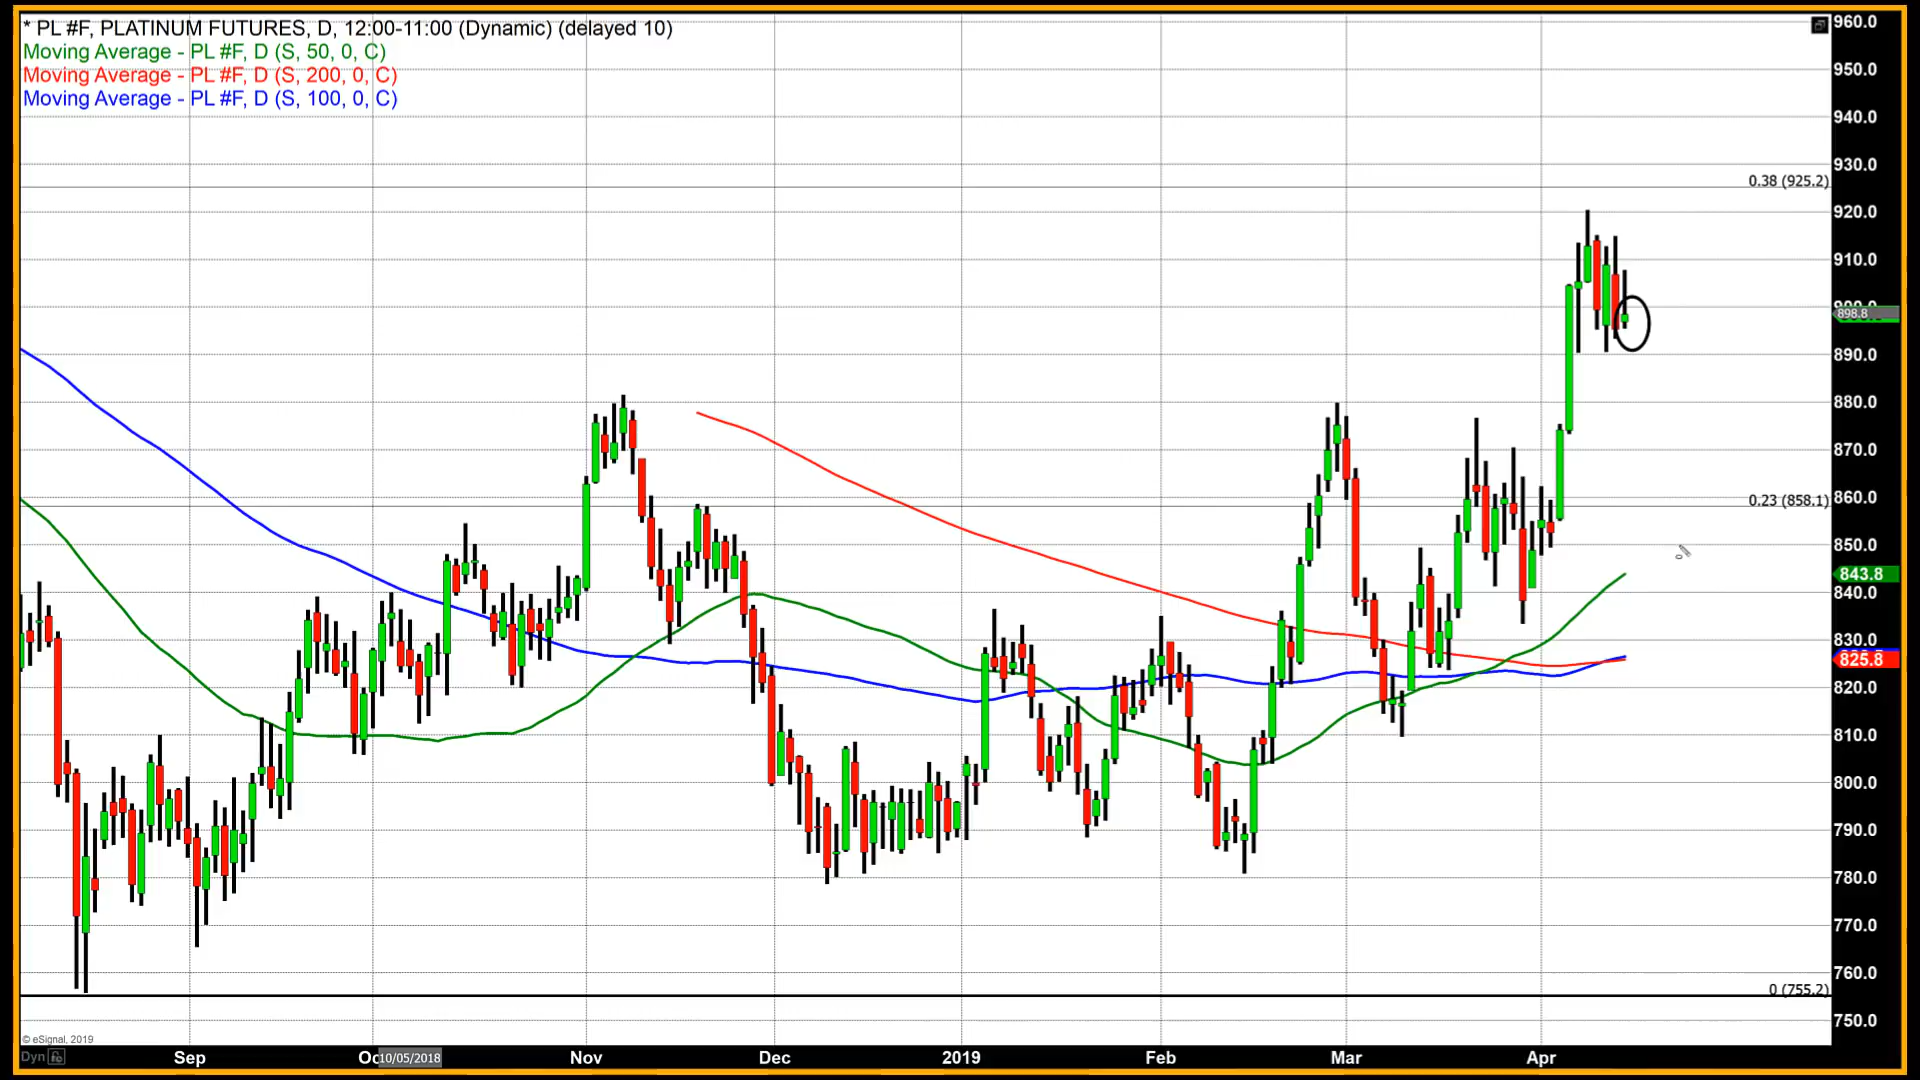 * PL #F, PLATINUM FUTURES, D, 12:00-11:00 (Dynamic) (delayed 10)
Moving Average - PL #F, D (S, 50, 0, C)
Moving Average - PL #F, D (S, 200, 0, C)
Moving Average - PL #F, D (S, 100, 0, C)
960.0
950.0
940.0
930.0
0.38 (925.2)
920.0
910.0
898.8
890.0
880.0
870.0
860.0
0.23 (858.1)
850.0
843.8
840.0
830.0
825.8
820.0
810.0
800.0
790.0
780.0
770.0
760.0
0 (755.2)
750.0
© eSignal, 2019
Dyn
Sep
10/05/2018
Nov
Dec
2019
Feb
Mar
Apr